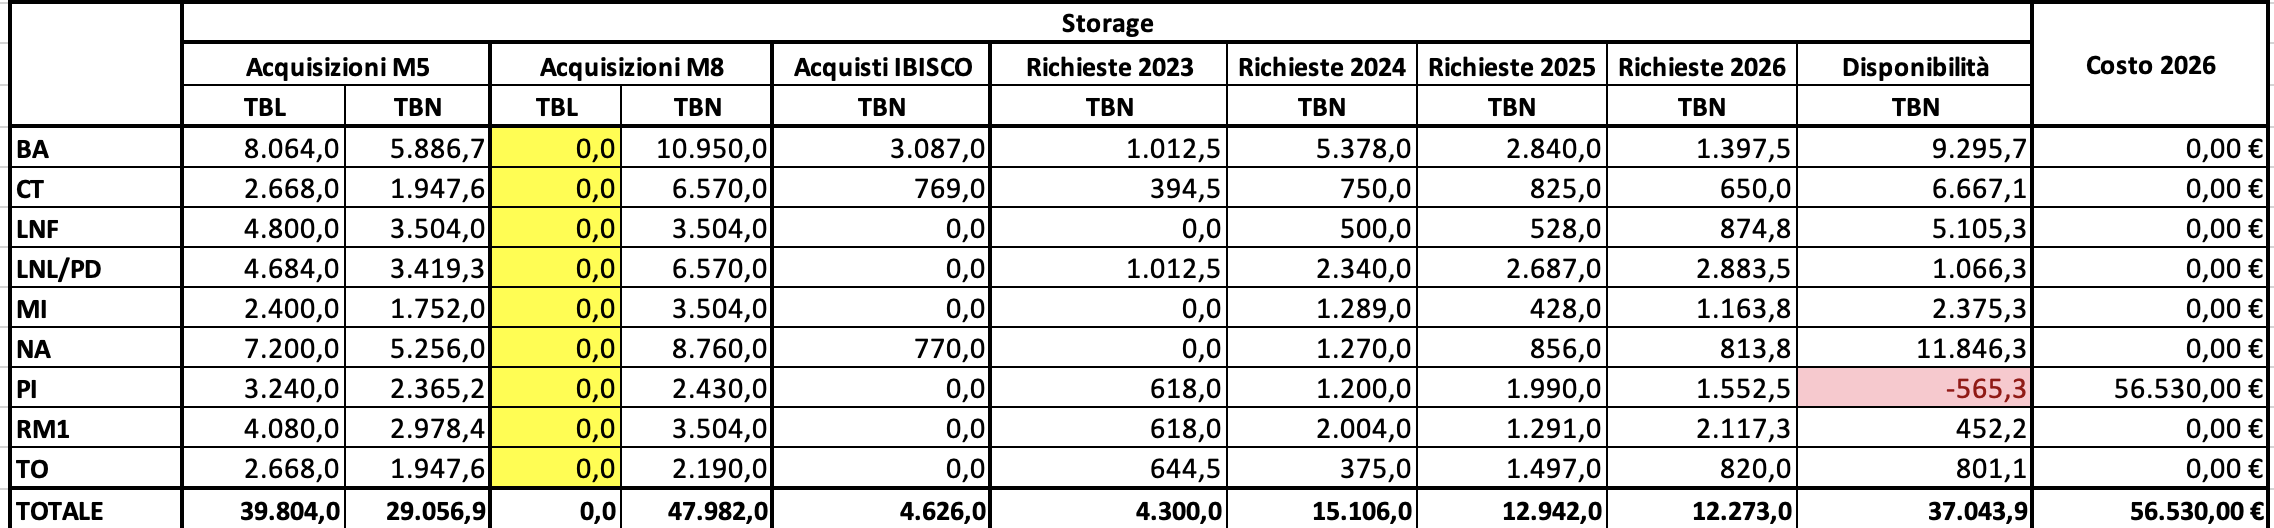 Storage
Acquisizioni M5 Acquisizioni M8 Acquisti IBISCO Richieste 2023 Richieste 2024 Richieste 2025 Richieste 2026 Disponibilità Costo 2026
TBL TBN TBL TBN TBN TBN TBN TBN TBN TBN
BA 8.064,0 5.886,7 0,0 10.950,0 3.087,0 1.012,5 5.378,0 2.840,0 1.397,5 9.295,7 0,00 €
CT 2.668,0 1.947,6 0,0 6.570,0 769,0 394,5 750,0 825,0 650,0 6.667,1 0,00 €
LNF 4.800,0 3.504,0 0,0 3.504,0 0,0 0,0 500,0 528,0 874,8 5.105,3 0,00 €
LNL/PD 4.684,0 3.419,3 0,0 6.570,0 0,0 1.012,5 2.340,0 2.687,0 2.883,5 1.066,3 0,00 €
MI 2.400,0 1.752,0 0,0 3.504,0 0,0 0,0 1.289,0 428,0 1.163,8 2.375,3 0,00 €
NA 7.200,0 5.256,0 0,0 8.760,0 770,0 0,0 1.270,0 856,0 813,8 11.846,3 0,00 €
PI 3.240,0 2.365,2 0,0 2.430,0 0,0 618,0 1.200,0 1.990,0 1.552,5 -565,3 56.530,00 €
RM1 4.080,0 2.978,4 0,0 3.504,0 0,0 618,0 2.004,0 1.291,0 2.117,3 452,2 0,00 €
TO 2.668,0 1.947,6 0,0 2.190,0 0,0 644,5 375,0 1.497,0 820,0 801,1 0,00 €
TOTALE 39.804,0 29.056,9 0,0 47.982,0 4.626,0 4.300,0 15.106,0 12.942,0 12.273,0 37.043,9 56.530,00 €